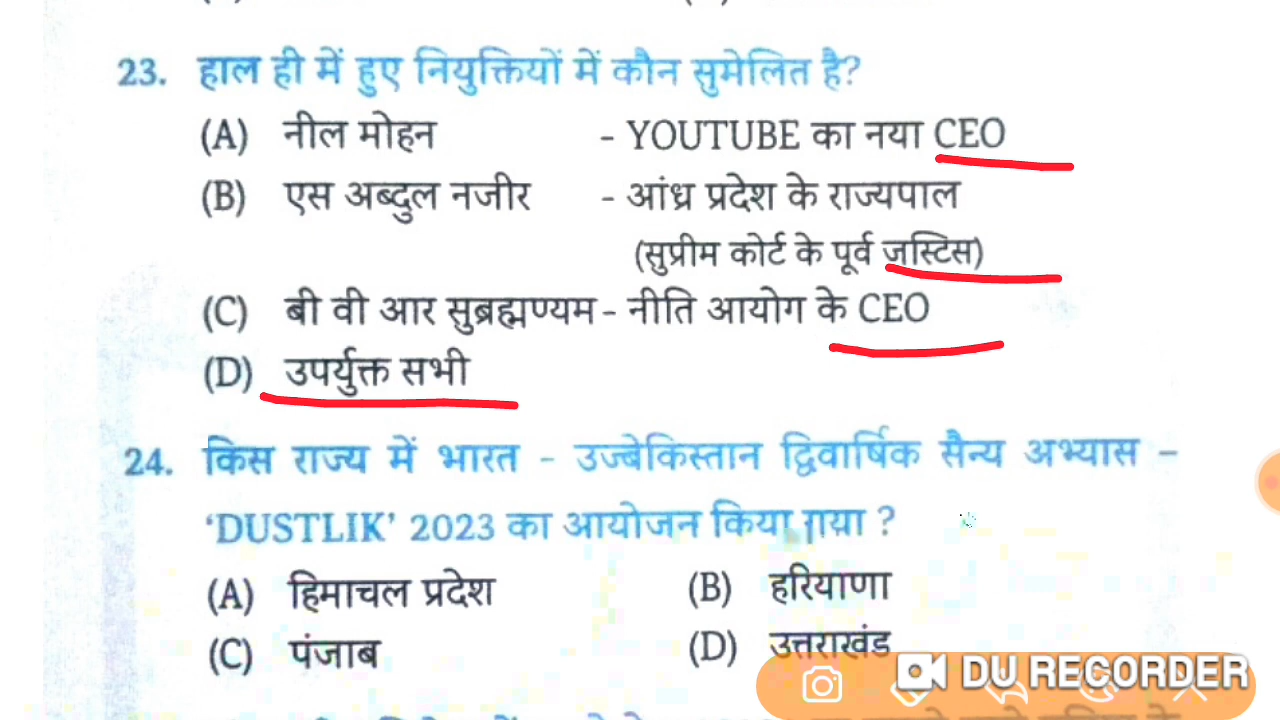 23. हाल ही में हुए नियुक्तियों में कौन सुमेलित है?
(A) नील मोहन - YOUTUBE का नया CEO
(B) एस अब्दुल नजीर - आंध्र प्रदेश के राज्यपाल
(सुप्रीम कोर्ट के पूर्व जस्टिस)
(C) बी वी आर सुब्रह्मण्यम - नीति आयोग के CEO
(D) उपर्युक्त सभी
24. किस राज्य में भारत - उज्बेकिस्तान द्विवार्षिक सैन्य अभ्यास -
‘DUSTLIK’ 2023 का आयोजन किया गया ?
(A) हिमाचल प्रदेश (B) हरियाणा
(C) पंजाब (D) उत्तराखंड
DU RECORDER